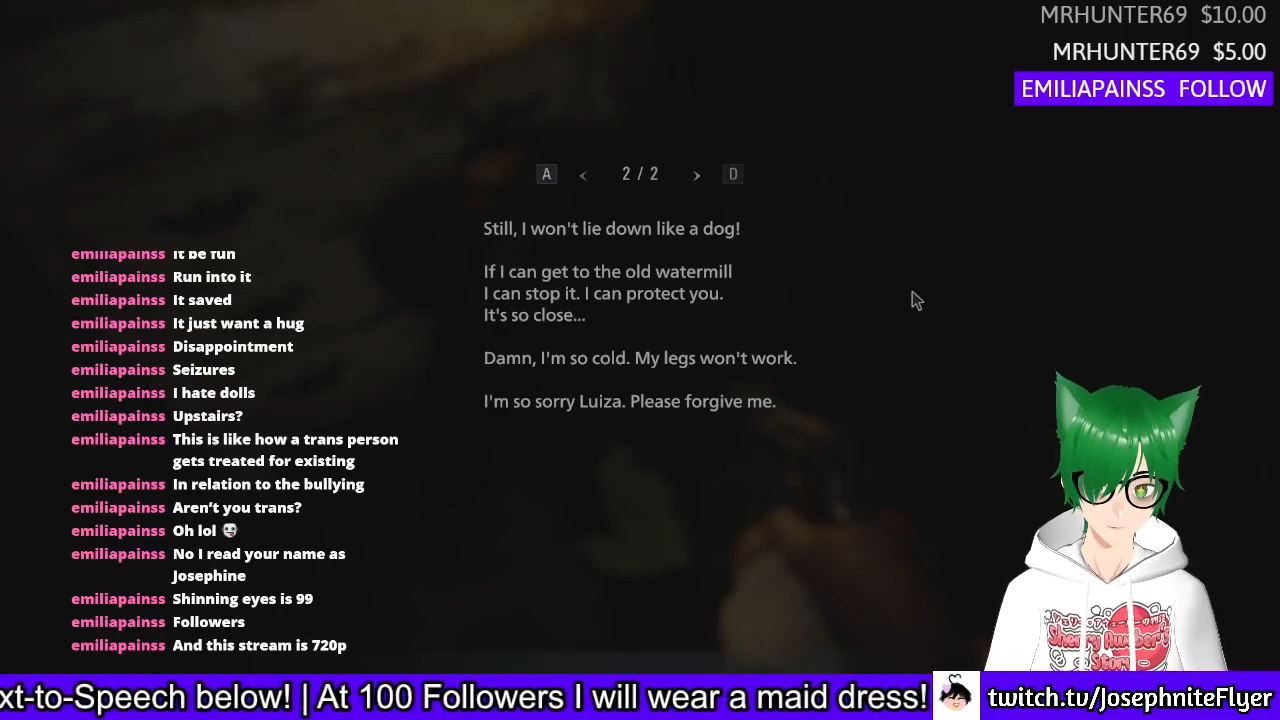 MRHUNTER69 $10.00
MRHUNTER69 $5.00
EMILIAPAINSS FOLLOW
A < 2 / 2 > D
Still, I won't lie down like a dog!
If I can get to the old watermill
I can stop it. I can protect you.
It's so close...
Damn, I'm so cold. My legs won't work.
I'm so sorry Luiza. Please forgive me.
emiliapainss It be fun
emiliapainss Run into it
emiliapainss It saved
emiliapainss It just want a hug
emiliapainss Disappointment
emiliapainss Seizures
emiliapainss I hate dolls
emiliapainss Upstairs?
emiliapainss This is like how a trans person
gets treated for existing
emiliapainss In relation to the bullying
emiliapainss Aren’t you trans?
emiliapainss Oh lol
emiliapainss No I read your name as
Josephine
emiliapainss Shinning eyes is 99
emiliapainss Followers
emiliapainss And this stream is 720p
xt-to-Speech below! | At 100 Followers I will wear a maid dress!
twitch.tv/JosephniteFlyer